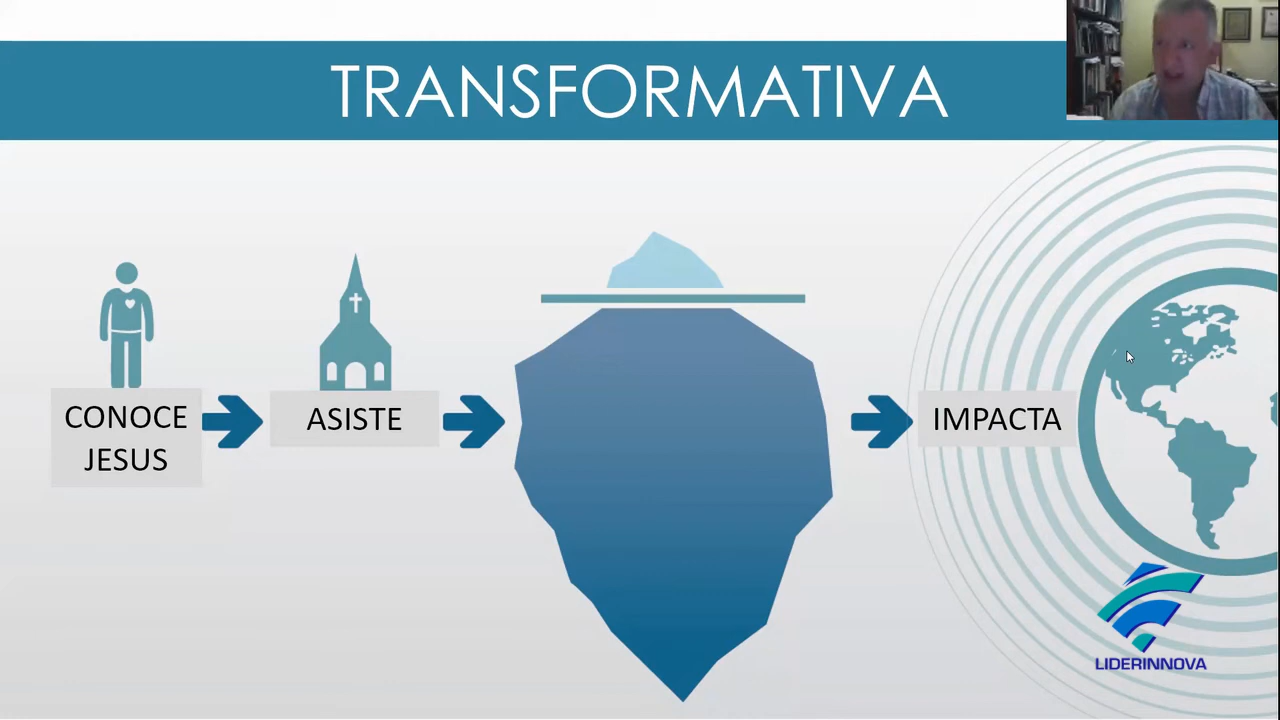 TRANSFORMATIVA
CONOCE
JESUS
ASISTE
IMPACTA
LIDERINNOVA